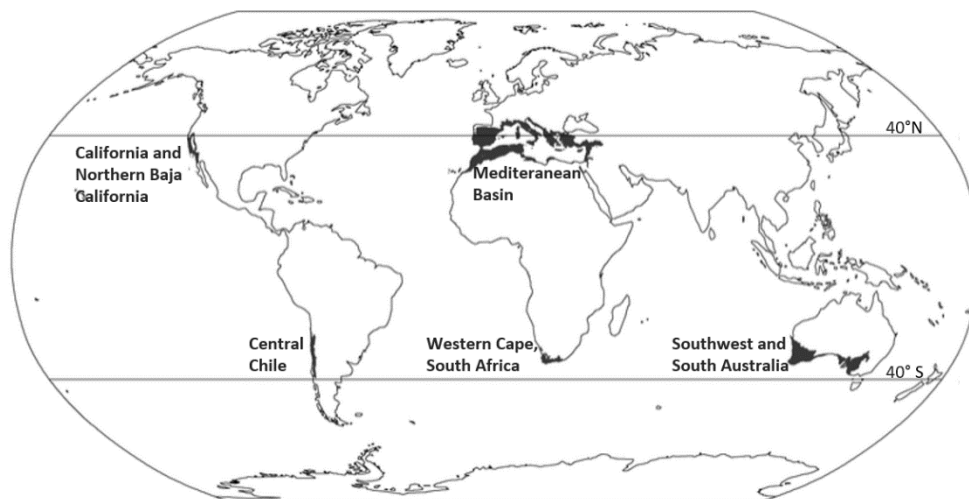 40°N
California and
Northern Baja
California
Mediteranean
Basin
Central
Chile
Western Cape,
South Africa
Southwest and
South Australia
40° S